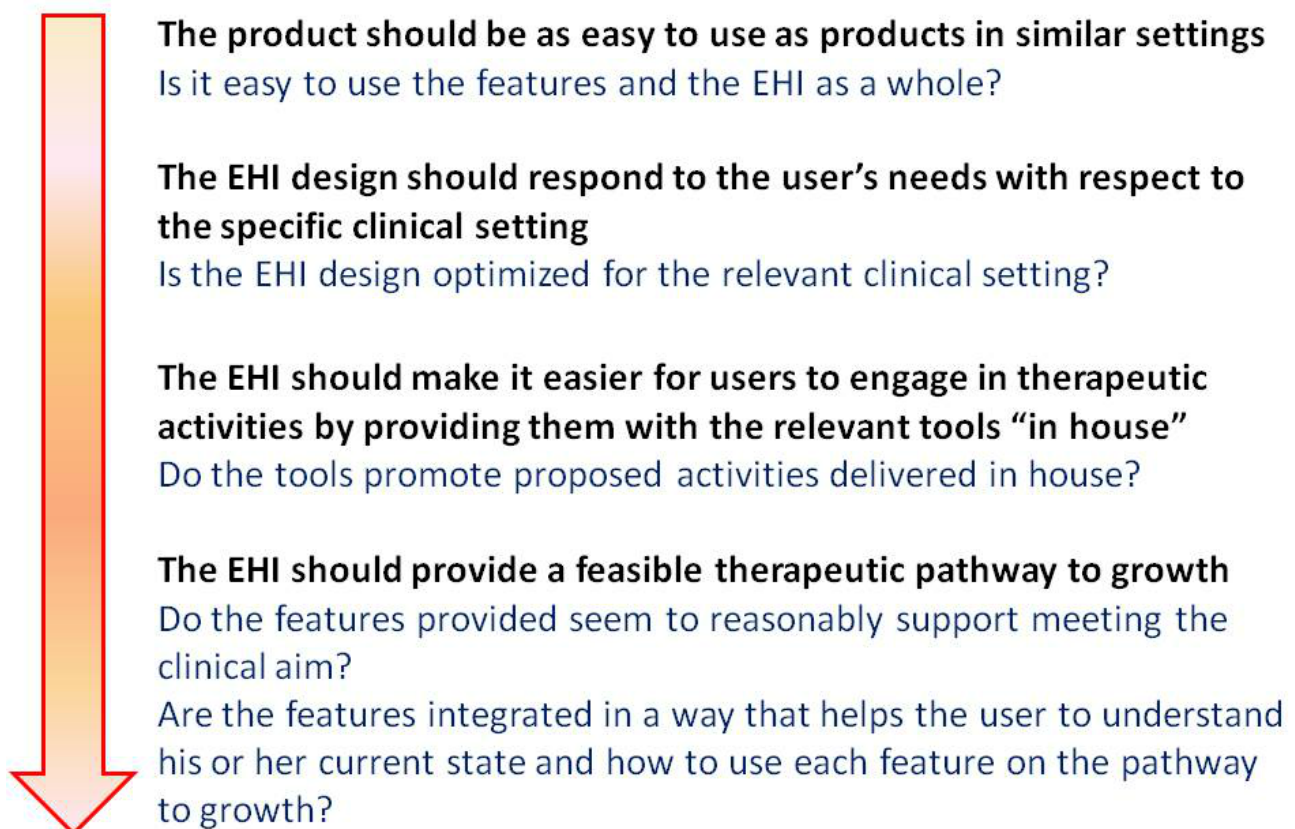 The product should be as easy to use as products in similar settings
Is it easy to use the features and the EHI as a whole?
The EHI design should respond to the user’s needs with respect to
the specific clinical setting
Is the EHI design optimized for the relevant clinical setting?
The EHI should make it easier for users to engage in therapeutic
activities by providing them with the relevant tools “in house”
Do the tools promote proposed activities delivered in house?
The EHI should provide a feasible therapeutic pathway to growth
Do the features provided seem to reasonably support meeting the
clinical aim?
Are the features integrated in a way that helps the user to understand
his or her current state and how to use each feature on the pathway
to growth?